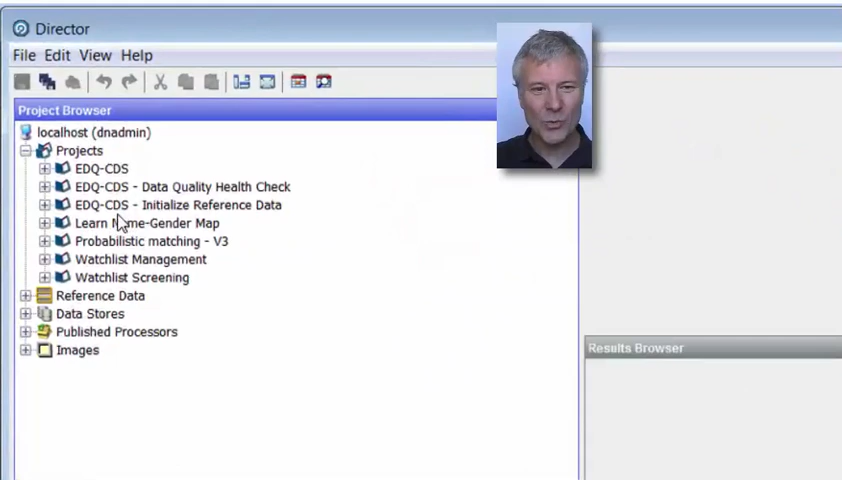 Director
File Edit View Help
Project Browser
localhost (dnadmin)
Projects
EDQ-CDS
EDQ-CDS - Data Quality Health Check
EDQ-CDS - Initialize Reference Data
Learn Name-Gender Map
Probabilistic matching - V3
Watchlist Management
Watchlist Screening
Reference Data
Data Stores
Published Processors
Images
Results Browser